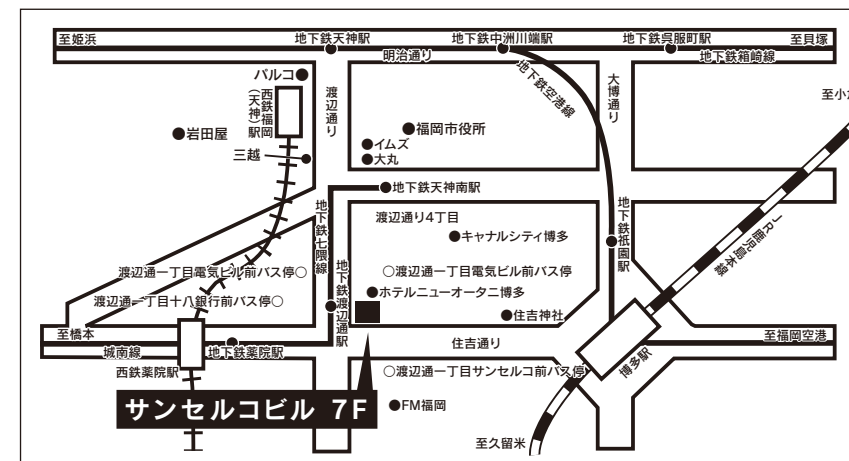 至姫浜
地下鉄天神駅
地下鉄中洲川端駅
地下鉄呉服町駅
至貝塚
明治通り
地下鉄箱崎線
パルコ
西鉄福岡
（天神）駅
渡辺通り
地下鉄空港線
大博通り
岩田屋
福岡市役所
イムズ
大丸
三越
地下鉄天神南駅
地下鉄七隈線
渡辺通り4丁目
キャナルシティ博多
地下鉄祇園駅
JR鹿児島本線
渡辺通一丁目電気ビル前バス停
渡辺通一丁目電気ビル前バス停
地下鉄渡辺通駅
渡辺通一丁目十八銀行前バス停
ホテルニューオータニ博多
住吉神社
至橋本
城南線
地下鉄薬院駅
住吉通り
博多駅
至福岡空港
西鉄薬院駅
渡辺通一丁目サンセルコ前バス停
サンセルコビル 7F
FM福岡
至久留米